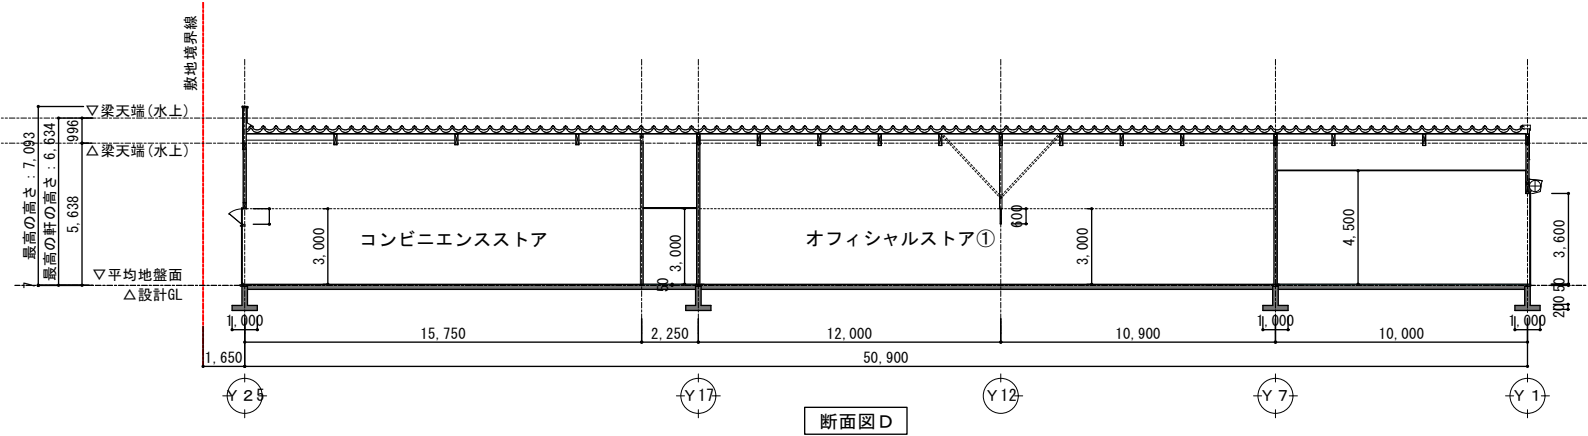 敷地境界線
▽梁天端(水上)
△梁天端(水上)
最高の高さ：7,093
最高の軒の高さ：6,634
996
5,638
▽平均地盤面
△設計GL
7
3,000
コンビニエンスストア
3,000
50
オフィシャルストア①
600
3,000
4,500
3,600
50
200
1,000
1,000
1,000
15,750
2,250
12,000
10,900
10,000
1,650
50,900
Y25
Y17
Y12
Y7
Y1
断面図D